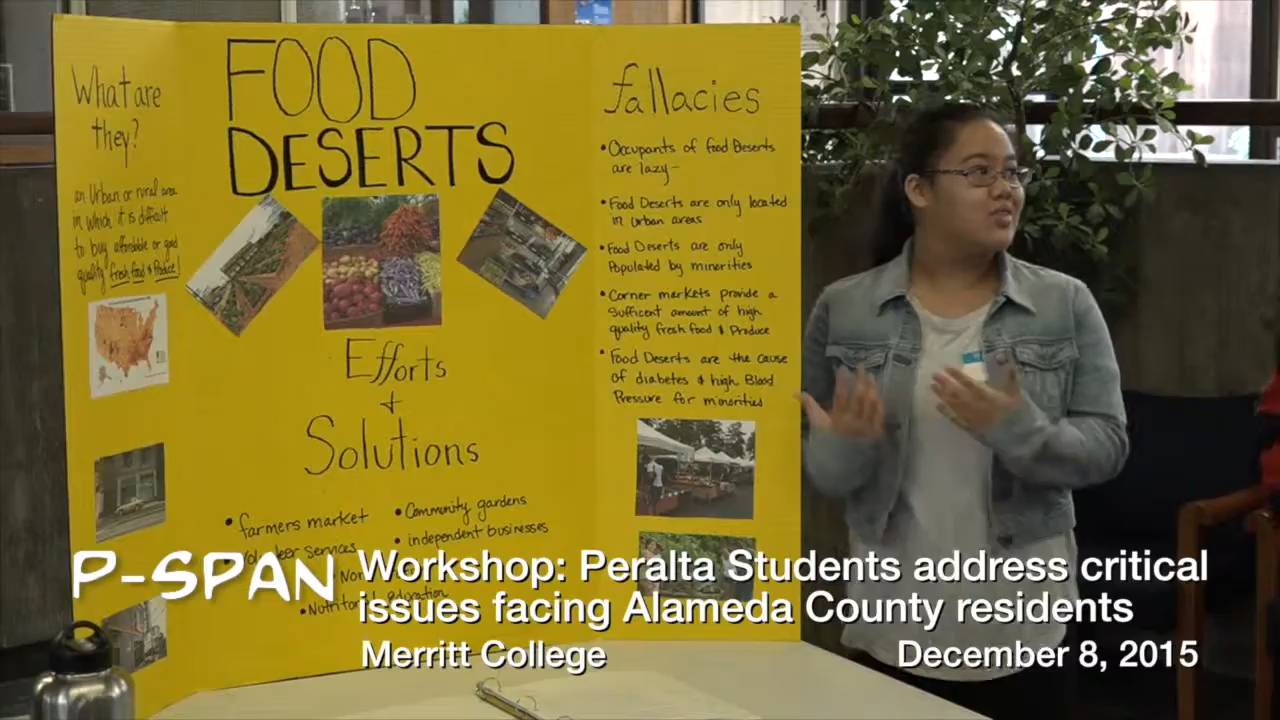 What are
they?
an Urban or rural area
in which it is difficult
to buy affordable or good
quality fresh food & Produce!
FOOD
DESERTS
Efforts
+
Solutions
• farmers market
• Community gardens
• independent businesses
services
• Nutritional
fallacies
• Occupants of food Deserts
are lazy-
• Food Deserts are only located
in urban areas
• Food Deserts are only
Populated by minorities
• Corner markets provide a
sufficent amount of high
quality fresh food & Produce
• Food Deserts are the cause
of diabetes & high Blood
Pressure for minorities
P-SPAN
Workshop: Peralta Students address critical
issues facing Alameda County residents
Merritt College
December 8, 2015